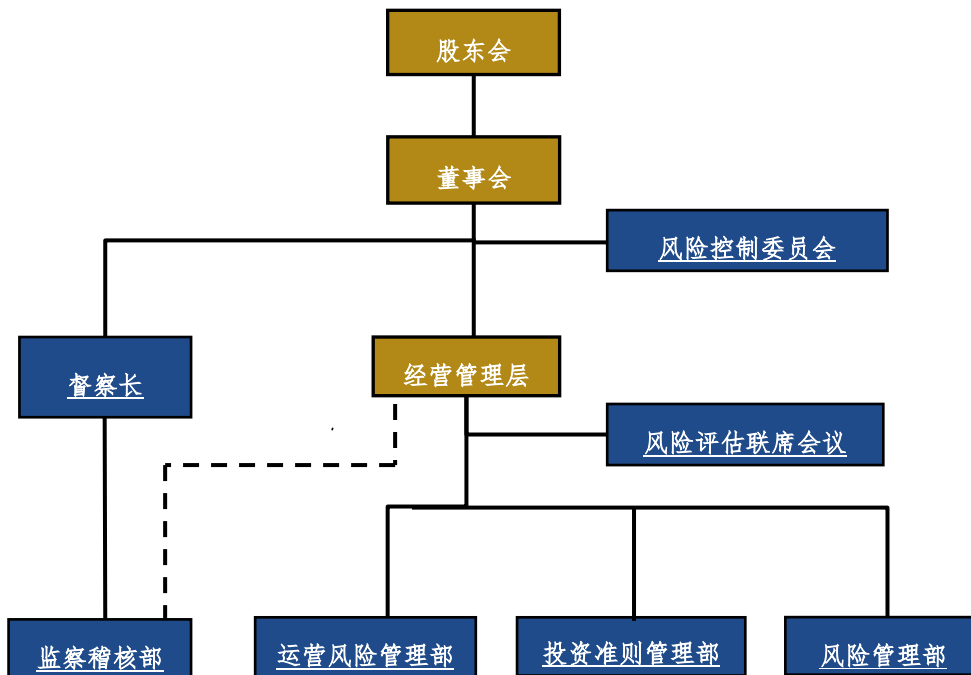 股东会
董事会
风险控制委员会
督察长
经营管理层
风险评估联席会议
监察稽核部
运营风险管理部
投资准则管理部
风险管理部